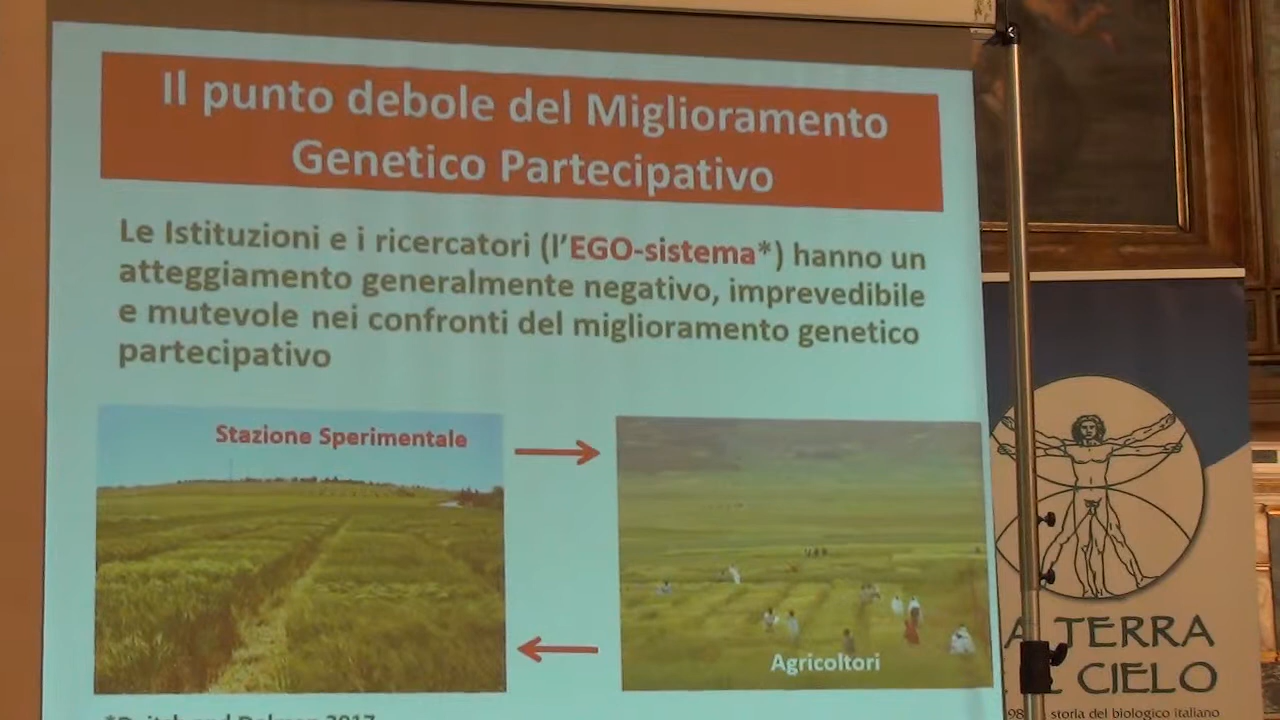 Il punto debole del Miglioramento
Genetico Partecipativo
Le Istituzioni e i ricercatori (l'EGO-sistema*) hanno un
atteggiamento generalmente negativo, imprevedibile
e mutevole nei confronti del miglioramento genetico
partecipativo
Stazione Sperimentale
Agricoltori
TERRA
CIELO
storia del biologico italiano